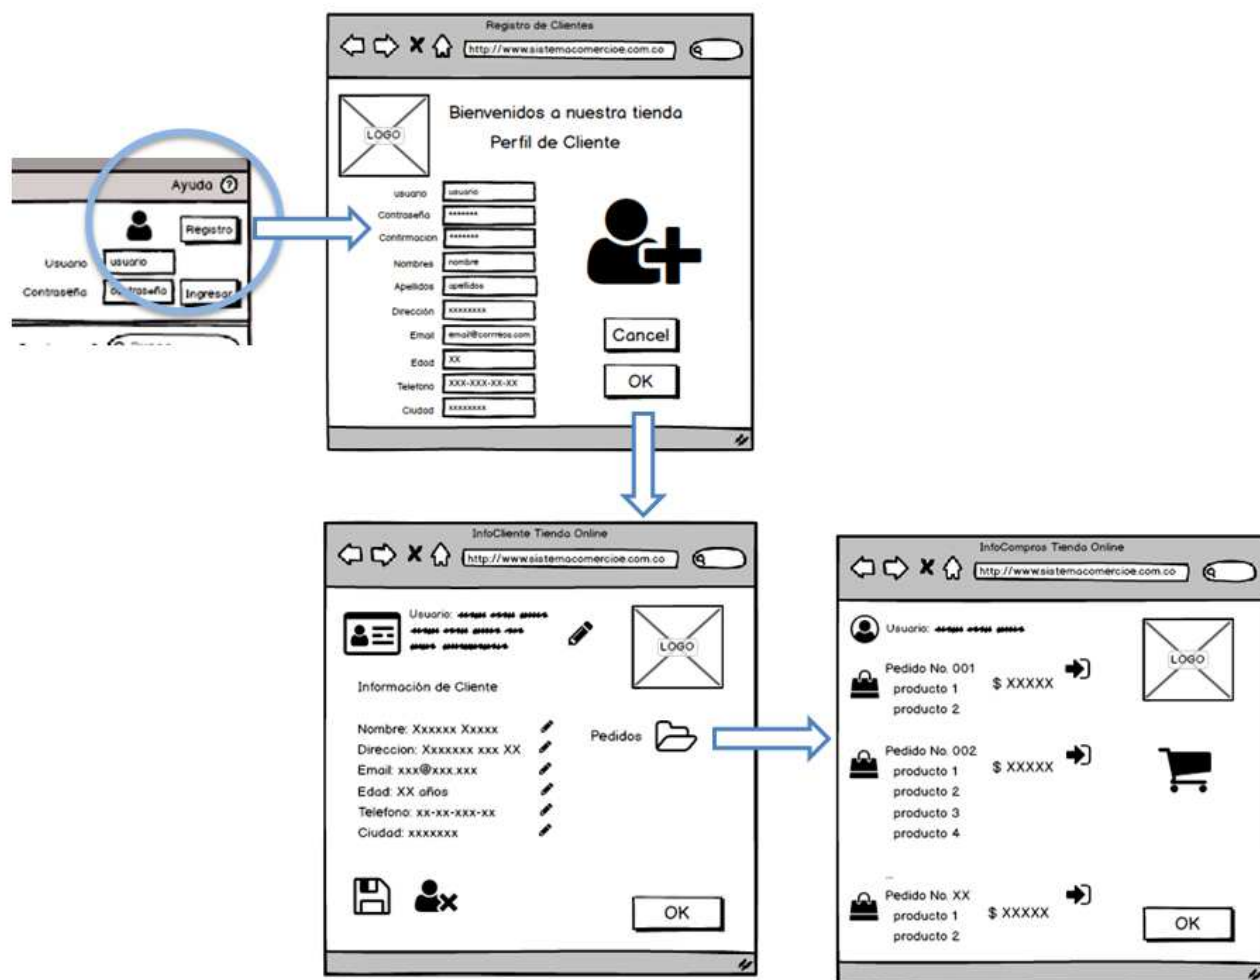 Registro de Clientes
http://www.sistemacomercioe.com.co
LOGO
Bienvenidos a nuestra tienda
Perfil de Cliente
usuario usuario
Contraseña *******
Confirmacion *******
Nombres nombre
Apellidos apellidos
Dirección xxxxxxxx
Email email@corrreos.com
Edad XX
Telefono XXX-XXX-XX-XX
Ciudad xxxxxxxx
Cancel
OK
Ayuda ?
Registro
Usuario usuario
Contraseña contraseña Ingresar
InfoCliente Tienda Online
http://www.sistemacomercioe.com.co
Usuario:
LOGO
Información de Cliente
Nombre: Xxxxxx Xxxxx
Direccion: Xxxxxxx xxx XX
Email: xxx@xxx.xxx
Edad: XX años
Telefono: xx-xx-xxx-xx
Ciudad: xxxxxxx
Pedidos
OK
InfoCompras Tienda Online
http://www.sistemacomercioe.com.co
Usuario:
LOGO
Pedido No. 001
producto 1
producto 2
$ XXXXX
Pedido No. 002
producto 1
producto 2
producto 3
producto 4
$ XXXXX
...
Pedido No. XX
producto 1
producto 2
$ XXXXX
OK